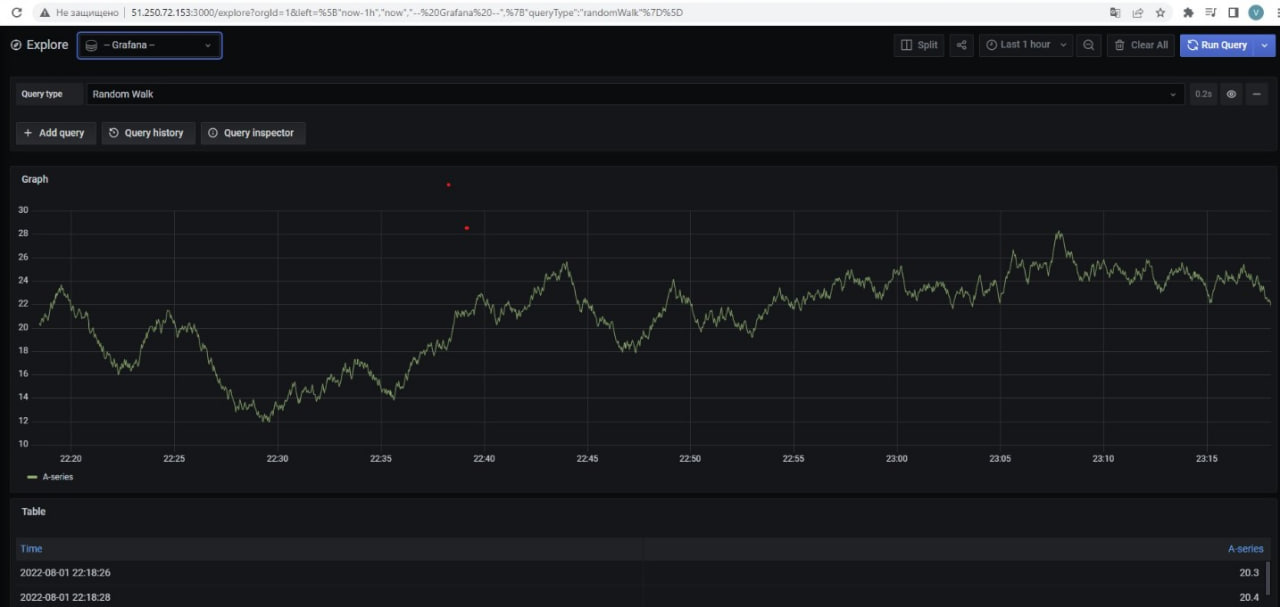 Не защищено | 51.250.72.153:3000/explore?orgId=1&left=%5B"now-1h","now","--%20Grafana%20--",%7B"queryType":"randomWalk"%7D%5D
V
Explore -- Grafana -- Split Last 1 hour Clear All Run Query
Query type Random Walk 0.2s
+ Add query Query history Query inspector
Graph
30
28
26
24
22
20
18
16
14
12
10
22:20 22:25 22:30 22:35 22:40 22:45 22:50 22:55 23:00 23:05 23:10 23:15
A-series
Table
Time A-series
2022-08-01 22:18:26 20.3
2022-08-01 22:18:28 20.4